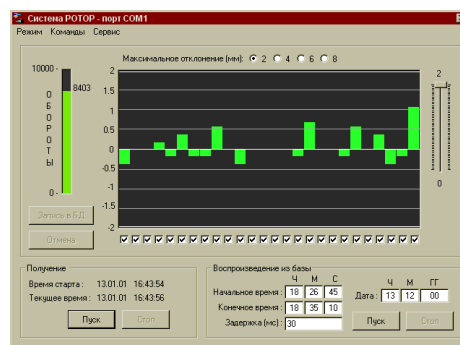 Система РОТОР - порт COM1
Режим Команды Сервис
Максимальное отклонение (мм): 2 4 6 8
10000 -
8403
ОБОРОТЫ
0 -
2
1.5
1
0.5
0
-.5
-1
-1.5
-2
2
0
Запись в БД
Отмена
Получение
Время старта : 13.01.01 16:43:54
Текущее время : 13.01.01 16:43:56
Пуск Стоп
Воспроизведение из базы
Ч М С
Начальное время : 18 26 45
Конечное время : 18 35 10
Задержка (мс) : 30
Ч М ГГ
Дата : 13 12 00
Пуск Стоп